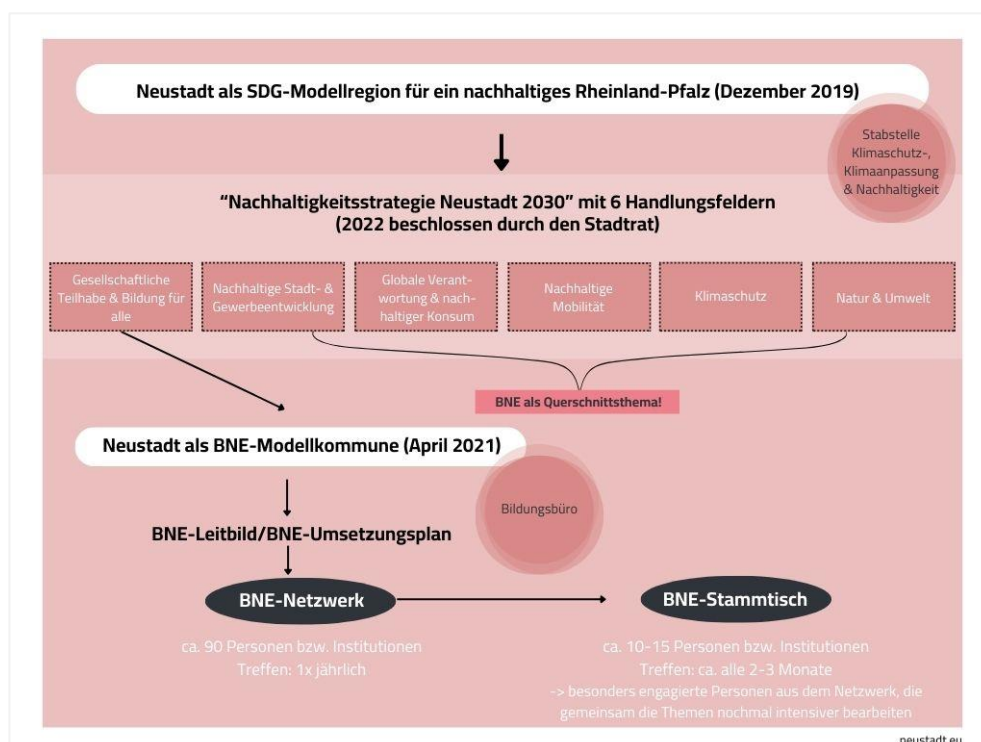 Neustadt als SDG-Modellregion für ein nachhaltiges Rheinland-Pfalz (Dezember 2019)
Stabstelle
Klimaschutz-,
Klimaanpassung
& Nachhaltigkeit
“Nachhaltigkeitsstrategie Neustadt 2030” mit 6 Handlungsfeldern
(2022 beschlossen durch den Stadtrat)
Gesellschaftliche
Teilhabe & Bildung für
alle
Nachhaltige Stadt- &
Gewerbeentwicklung
Globale Verant-
wortung & nach-
haltiger Konsum
Nachhaltige
Mobilität
Klimaschutz
Natur & Umwelt
BNE als Querschnittsthema!
Neustadt als BNE-Modellkommune (April 2021)
Bildungsbüro
BNE-Leitbild/BNE-Umsetzungsplan
BNE-Netzwerk
ca. 90 Personen bzw. Institutionen
Treffen: 1x jährlich
BNE-Stammtisch
ca. 10-15 Personen bzw. Institutionen
Treffen: ca. alle 2-3 Monate
-> besonders engagierte Personen aus dem Netzwerk, die
gemeinsam die Themen nochmal intensiver bearbeiten
neustadt.eu